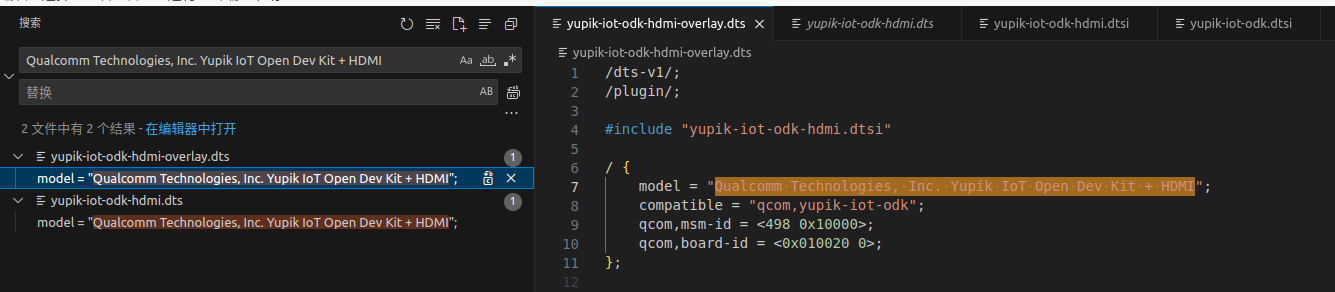 搜索
Qualcomm Technologies, Inc. Yupik IoT Open Dev Kit + HDMI
Aa ab .*
替换
AB
...
2 文件中有 2 个结果 - 在编辑器中打开
yupik-iot-odk-hdmi-overlay.dts 1
model = "Qualcomm Technologies, Inc. Yupik IoT Open Dev Kit + HDMI";
yupik-iot-odk-hdmi.dts 1
model = "Qualcomm Technologies, Inc. Yupik IoT Open Dev Kit + HDMI";
yupik-iot-odk-hdmi-overlay.dts yupik-iot-odk-hdmi.dts yupik-iot-odk-hdmi.dtsi yupik-iot-odk.dtsi
yupik-iot-odk-hdmi-overlay.dts
1 /dts-v1/;
2 /plugin/;
3
4 #include "yupik-iot-odk-hdmi.dtsi"
5
6 / {
7 model = "Qualcomm Technologies, Inc. Yupik IoT Open Dev Kit + HDMI";
8 compatible = "qcom,yupik-iot-odk";
9 qcom,msm-id = <498 0x10000>;
10 qcom,board-id = <0x010020 0>;
11 };
12